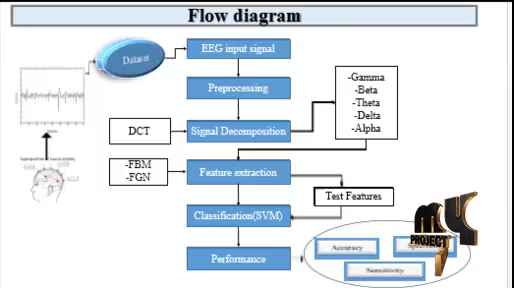 Flow diagram
Dataset
EEG input signal
Preprocessing
-Gamma
-Beta
-Theta
-Delta
-Alpha
DCT
Signal Decomposition
-FBM
-FGN
Feature extraction
Test Features
Classification(SVM)
Performance
Accuracy
Sensitivity
MY
PROJECT